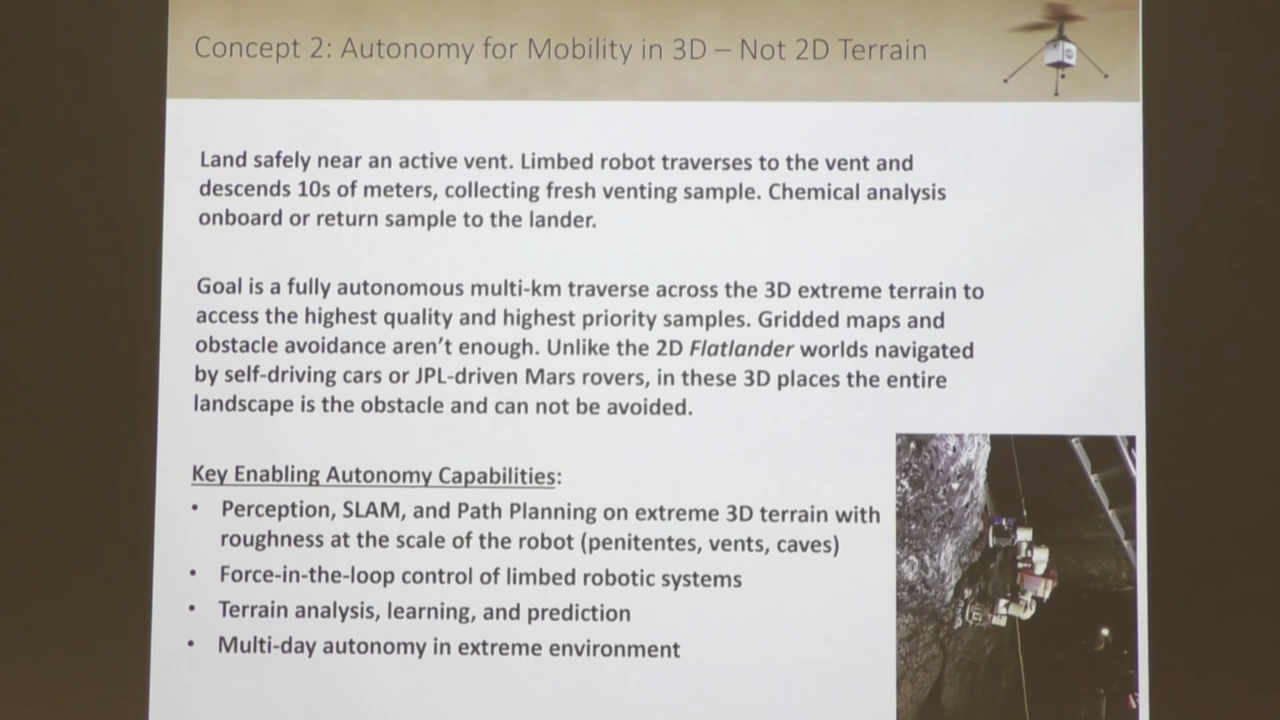 Concept 2: Autonomy for Mobility in 3D – Not 2D Terrain
Land safely near an active vent. Limbed robot traverses to the vent and
descends 10s of meters, collecting fresh venting sample. Chemical analysis
onboard or return sample to the lander.
Goal is a fully autonomous multi-km traverse across the 3D extreme terrain to
access the highest quality and highest priority samples. Gridded maps and
obstacle avoidance aren’t enough. Unlike the 2D Flatlander worlds navigated
by self-driving cars or JPL-driven Mars rovers, in these 3D places the entire
landscape is the obstacle and can not be avoided.
Key Enabling Autonomy Capabilities:
• Perception, SLAM, and Path Planning on extreme 3D terrain with
roughness at the scale of the robot (penitentes, vents, caves)
• Force-in-the-loop control of limbed robotic systems
• Terrain analysis, learning, and prediction
• Multi-day autonomy in extreme environment